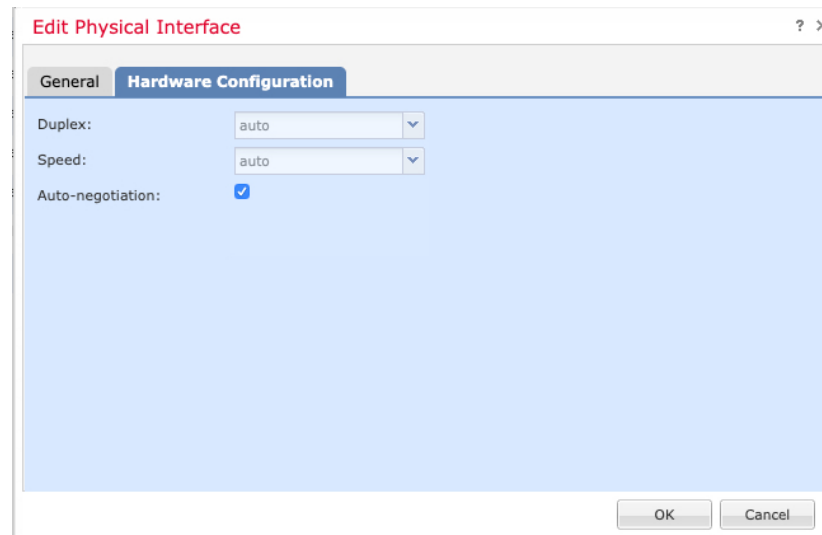 Edit Physical Interface ?
General Hardware Configuration
Duplex: auto
Speed: auto
Auto-negotiation:
OK Cancel